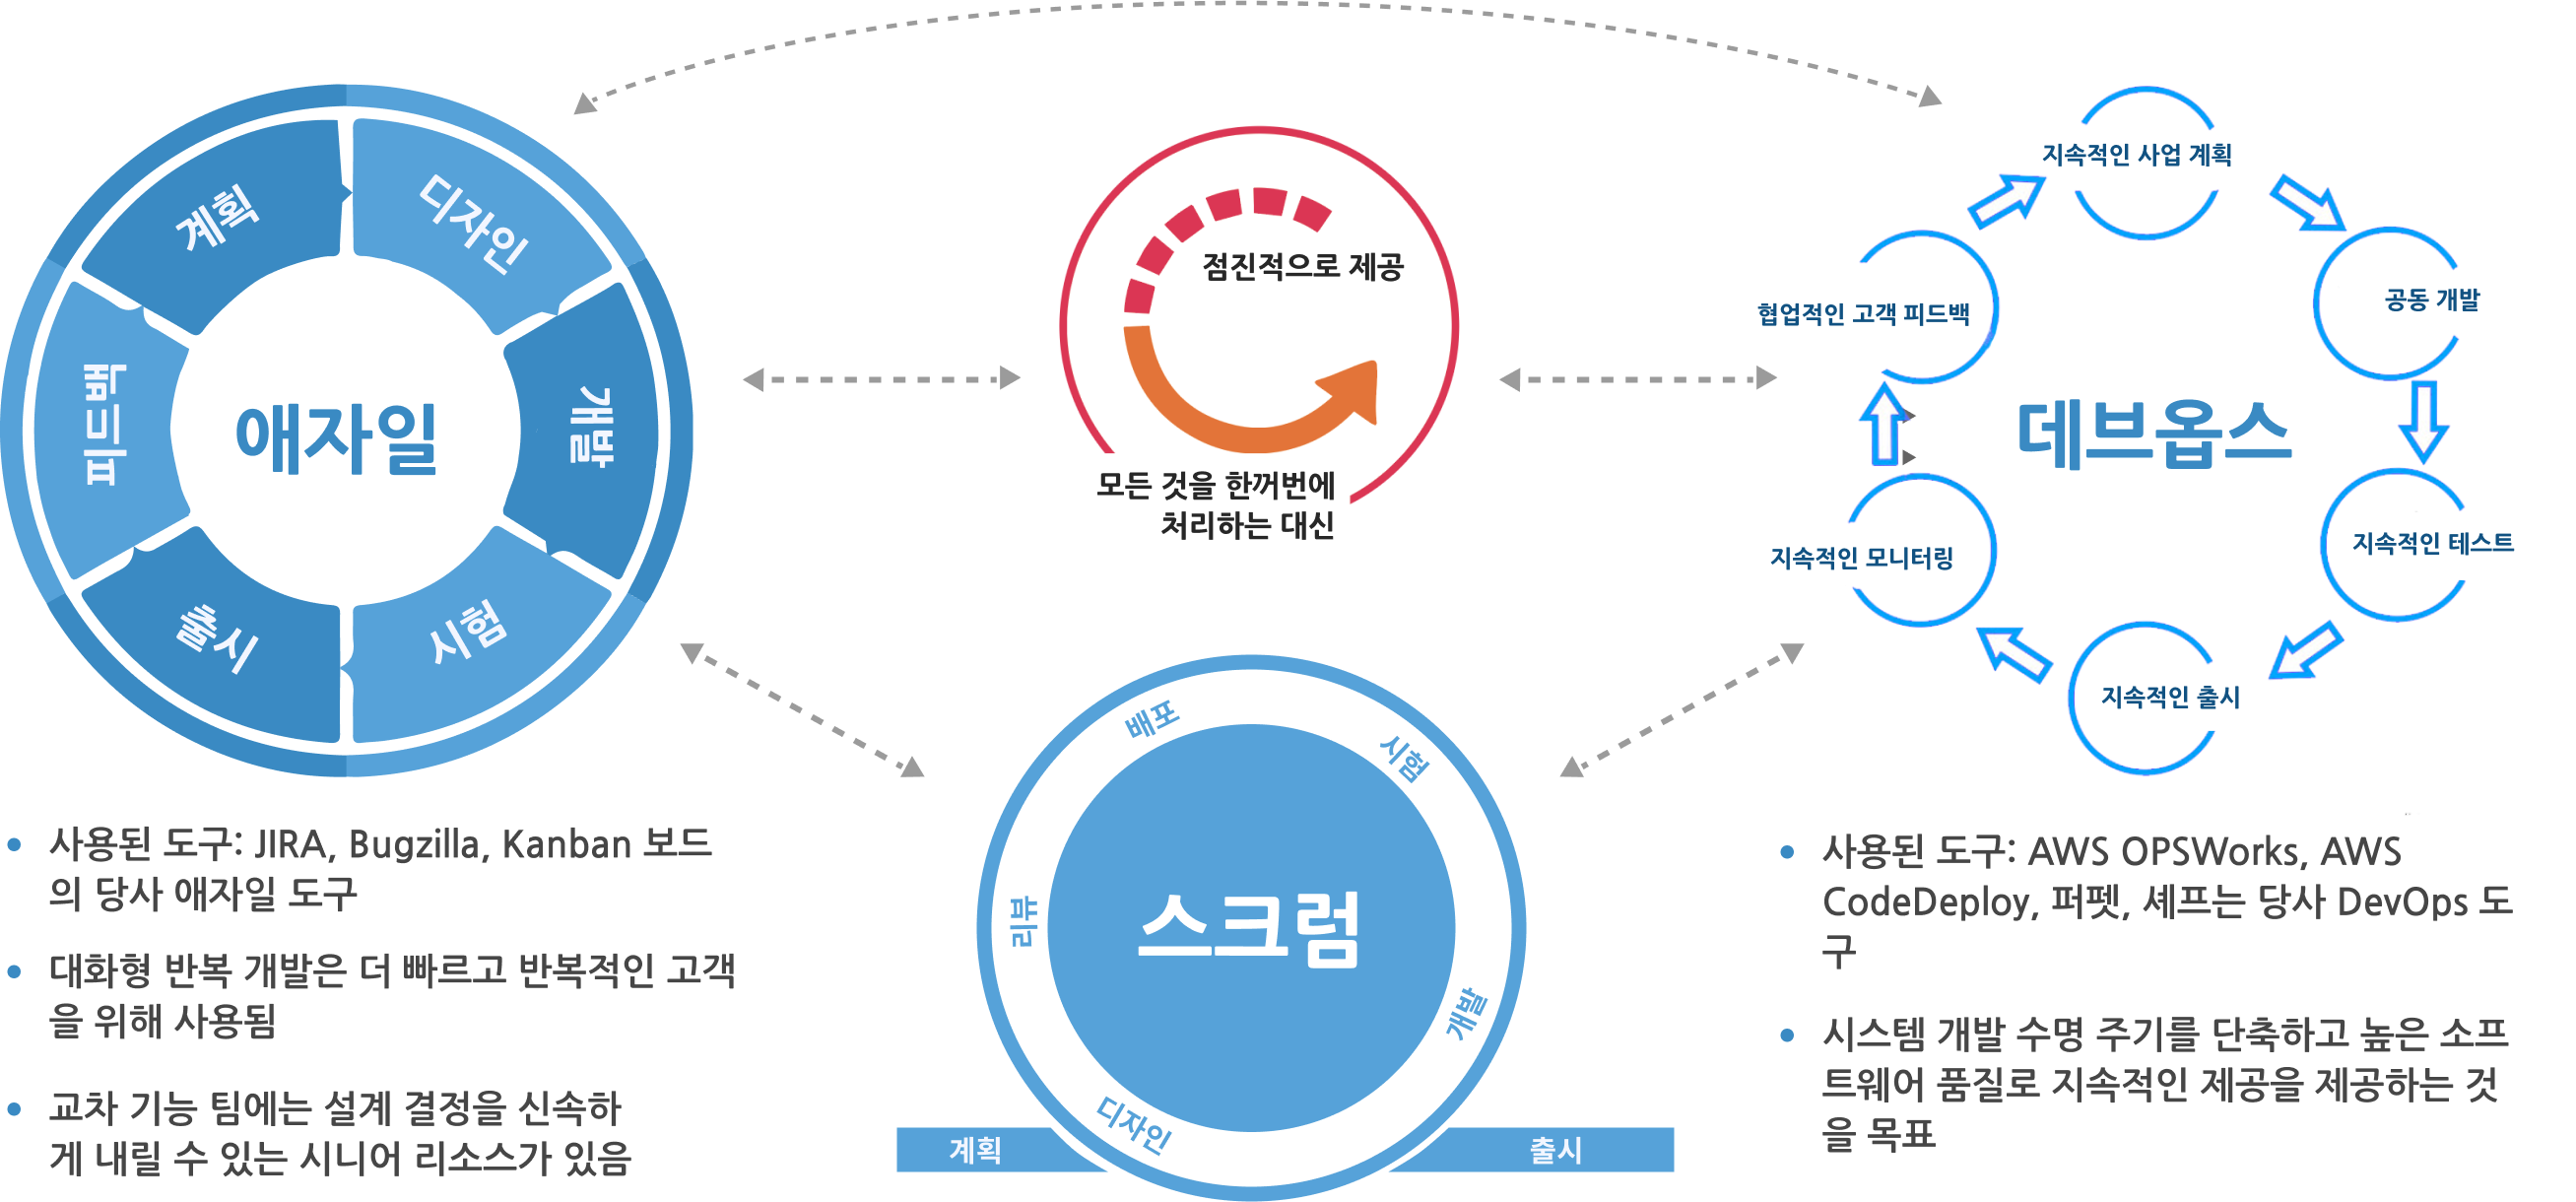 계획
디자인
개발
시험
출시
피드백
애자일
점진적으로 제공
모든 것을 한꺼번에
처리하는 대신
지속적인 사업 계획
공동 개발
지속적인 테스트
지속적인 출시
지속적인 모니터링
협업적인 고객 피드백
데브옵스
배포
시험
개발
디자인
리뷰
스크럼
계획
출시
• 사용된 도구: JIRA, Bugzilla, Kanban 보드
의 당사 애자일 도구
• 대화형 반복 개발은 더 빠르고 반복적인 고객
을 위해 사용됨
• 교차 기능 팀에는 설계 결정을 신속하
게 내릴 수 있는 시니어 리소스가 있음
• 사용된 도구: AWS OPSWorks, AWS
CodeDeploy, 퍼펫, 셰프는 당사 DevOps 도
구
• 시스템 개발 수명 주기를 단축하고 높은 소프
트웨어 품질로 지속적인 제공을 제공하는 것
을 목표